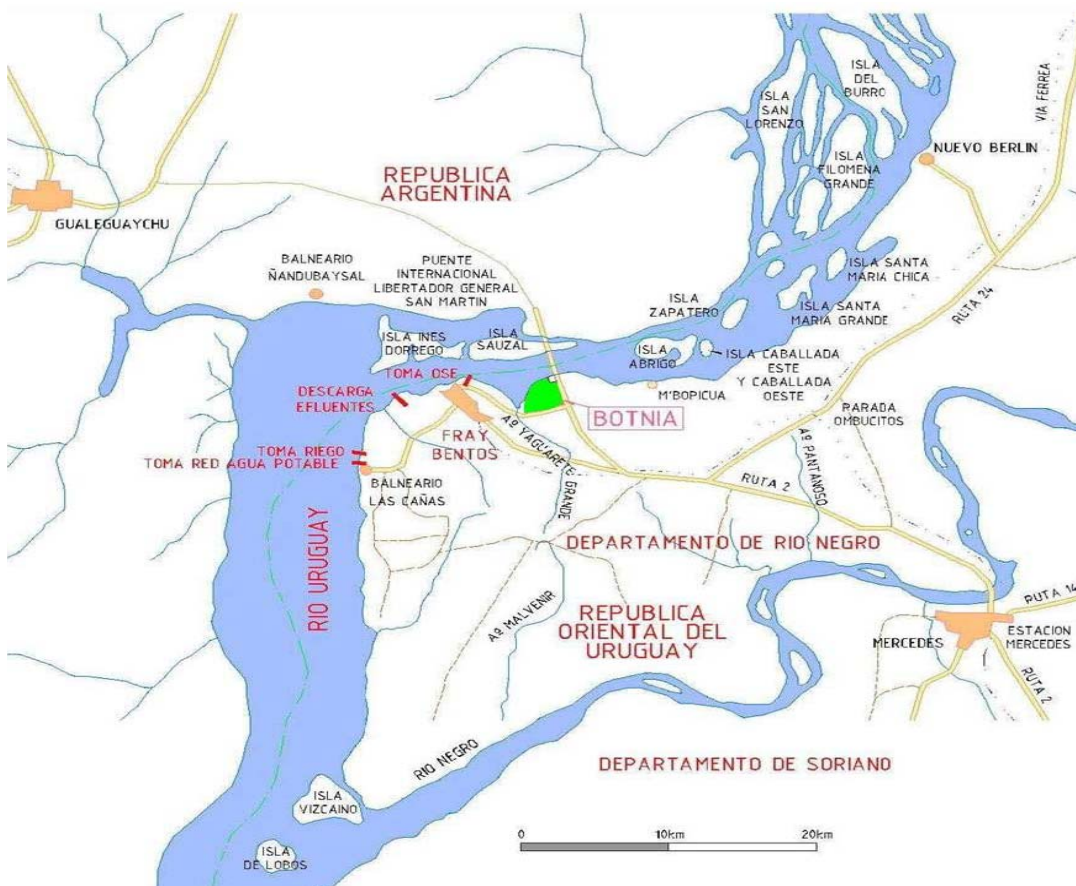 ISLA
DEL
BURRO
ISLA
SAN
LORENZO
VIA FERREA
NUEVO BERLIN
ISLA
FILOMENA
GRANDE
REPUBLICA
ARGENTINA
GUALEGUAYCHU
BALNEARIO
ÑANDUBAYSAL
PUENTE
INTERNACIONAL
LIBERTADOR GENERAL
SAN MARTIN
ISLA SANTA
MARIA CHICA
ISLA
ZAPATERO
ISLA SANTA
MARIA GRANDE
RUTA 24
ISLA INES
DORREGO
ISLA
SAUZAL
ISLA
ABRIGO
ISLA CABALLADA
ESTE
Y CABALLADA
OESTE
TOMA OSE
M'BOPICUA
DESCARGA
EFLUENTES
BOTNIA
PARADA
OMBUCITOS
FRAY
BENTOS
Aº YAGUARETE GRANDE
Aº PANTANOSO
TOMA RIEGO
TOMA RED AGUA POTABLE
BALNEARIO
LAS CAÑAS
RUTA 2
RIO URUGUAY
DEPARTAMENTO DE RIO NEGRO
REPUBLICA
ORIENTAL DEL
URUGUAY
Aº MALVENIR
RUTA 14
MERCEDES
ESTACION
MERCEDES
RUTA 2
RIO NEGRO
DEPARTAMENTO DE SORIANO
ISLA
VIZCAINO
ISLA
DE LOBOS
0 10km 20km